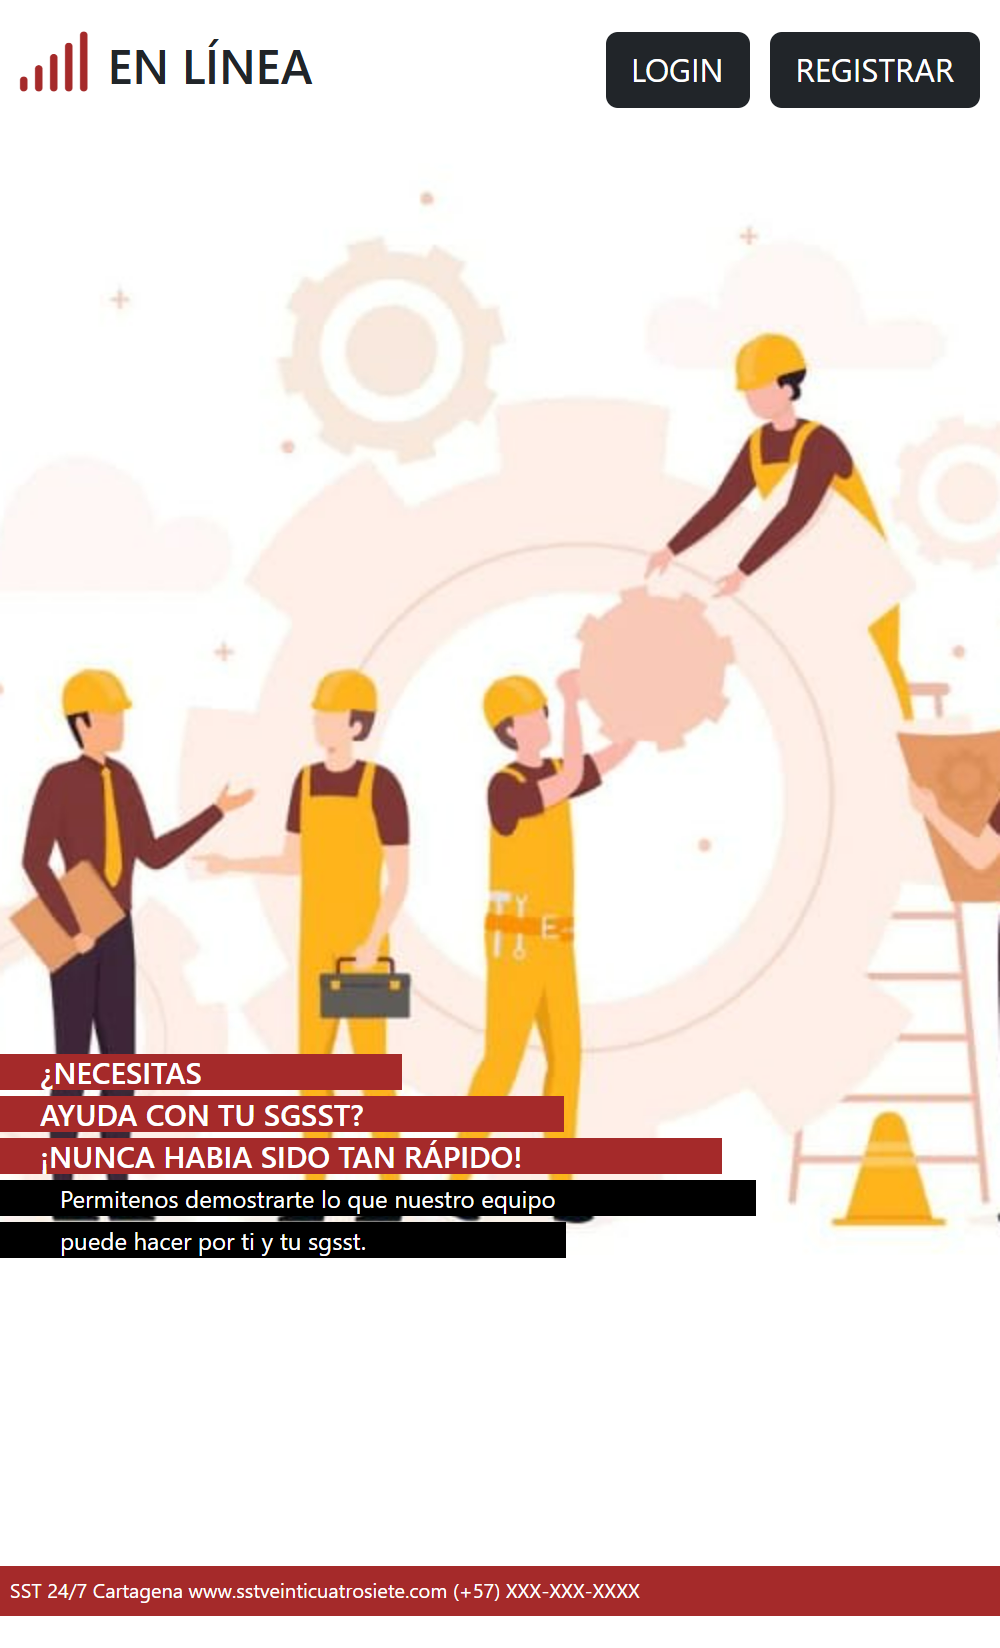 EN LÍNEA
LOGIN
REGISTRAR
¿NECESITAS
AYUDA CON TU SGSST?
¡NUNCA HABIA SIDO TAN RÁPIDO!
Permitenos demostrarte lo que nuestro equipo
puede hacer por ti y tu sgsst.
SST 24/7 Cartagena www.sstveinticuatrosiete.com (+57) XXX-XXX-XXXX